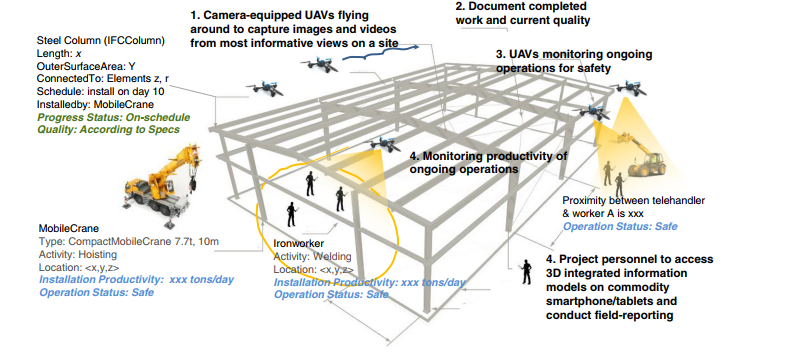 1. Camera-equipped UAVs flying
around to capture images and videos
from most informative views on a site
2. Document completed
work and current quality
3. UAVs monitoring ongoing
operations for safety
Steel Column (IFCColumn)
Length: x
OuterSurfaceArea: Y
ConnectedTo: Elements z, r
Schedule: install on day 10
Installedby: MobileCrane
Progress Status: On-schedule
Quality: According to Specs
4. Monitoring productivity of
ongoing operations
Proximity between telehandler
& worker A is xxx
Operation Status: Safe
MobileCrane
Type: CompactMobileCrane 7.7t, 10m
Activity: Hoisting
Location: <x,y,z>
Installation Productivity: xxx tons/day
Operation Status: Safe
Ironworker
Activity: Welding
Location: <x,y,z>
Installation Productivity: xxx tons/day
Operation Status: Safe
4. Project personnel to access
3D integrated information
models on commodity
smartphone/tablets and
conduct field-reporting